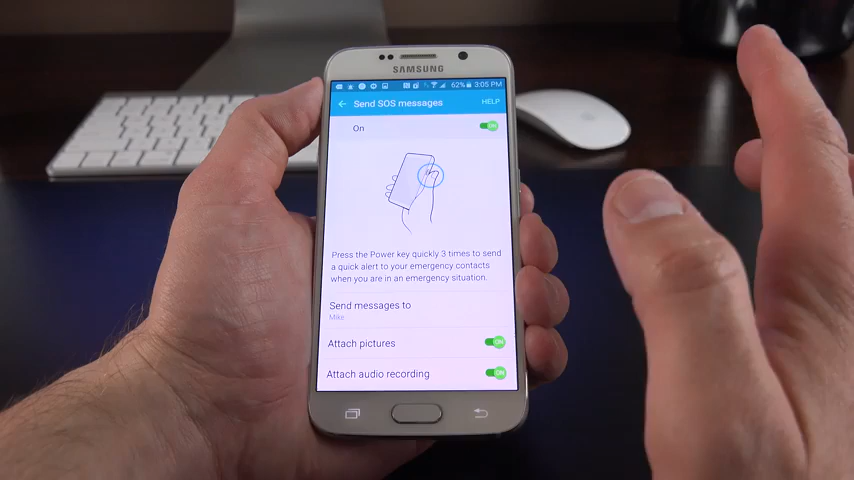 SAMSUNG
62% 3:05 PM
Send SOS messages HELP
On ON
Press the Power key quickly 3 times to send
a quick alert to your emergency contacts
when you are in an emergency situation.
Send messages to
Mike
Attach pictures ON
Attach audio recording ON